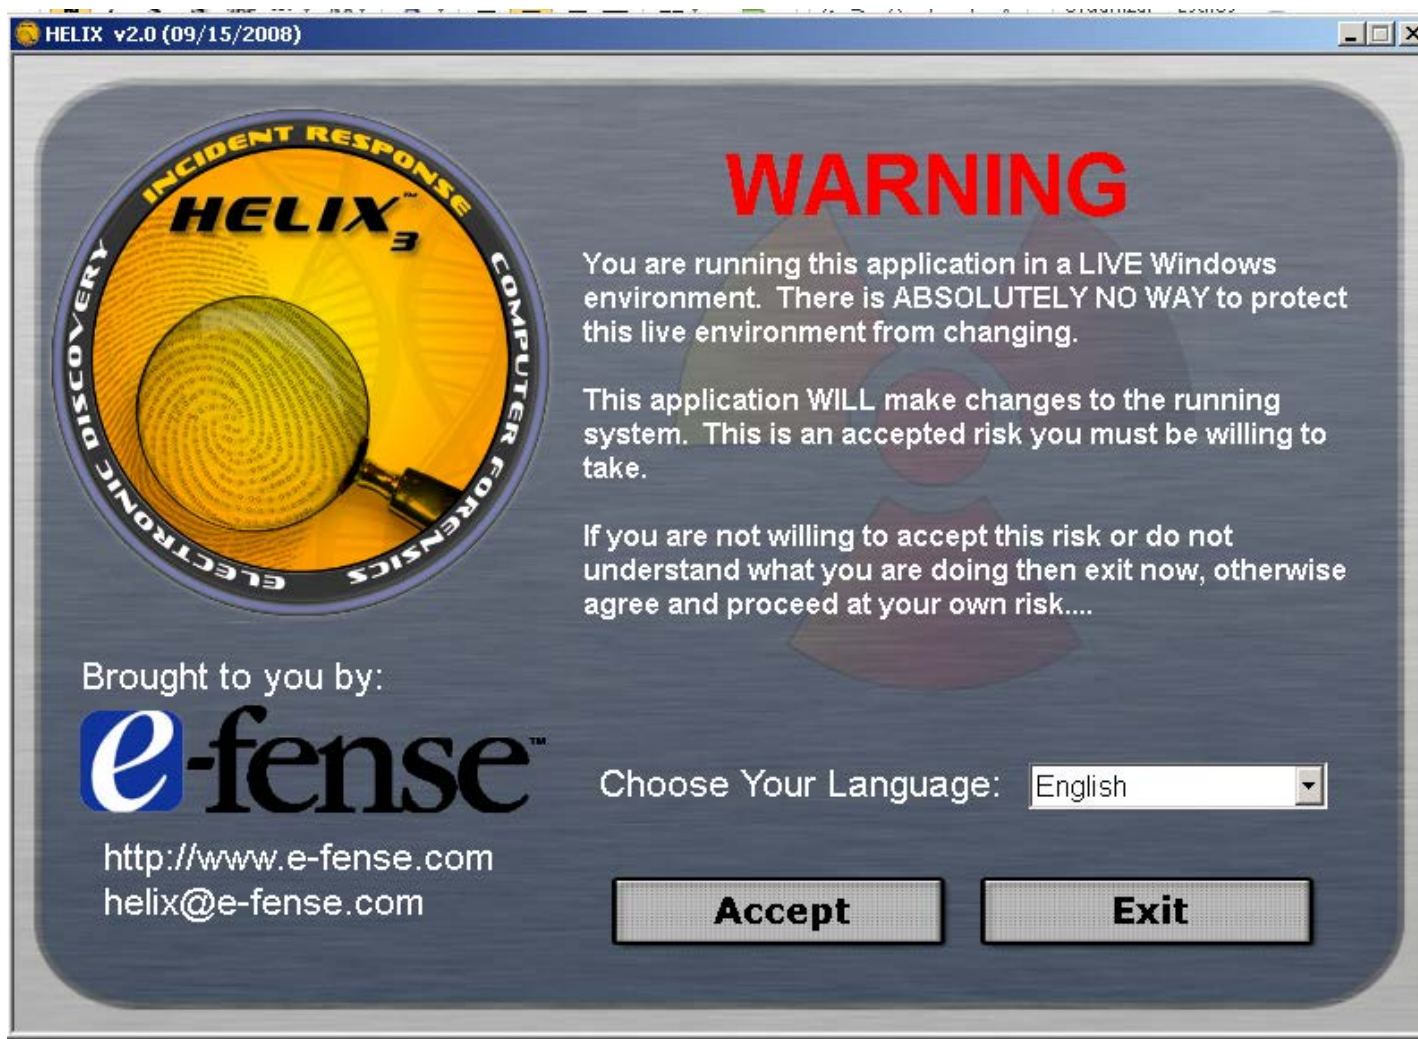 HELIX v2.0 (09/15/2008)
INCIDENT RESPONSE
COMPUTER FORENSICS
ELECTRONIC DISCOVERY
HELIX3™
WARNING
You are running this application in a LIVE Windows
environment. There is ABSOLUTELY NO WAY to protect
this live environment from changing.
This application WILL make changes to the running
system. This is an accepted risk you must be willing to
take.
If you are not willing to accept this risk or do not
understand what you are doing then exit now, otherwise
agree and proceed at your own risk....
Brought to you by:
e-fense™
http://www.e-fense.com
helix@e-fense.com
Choose Your Language: English
Accept
Exit